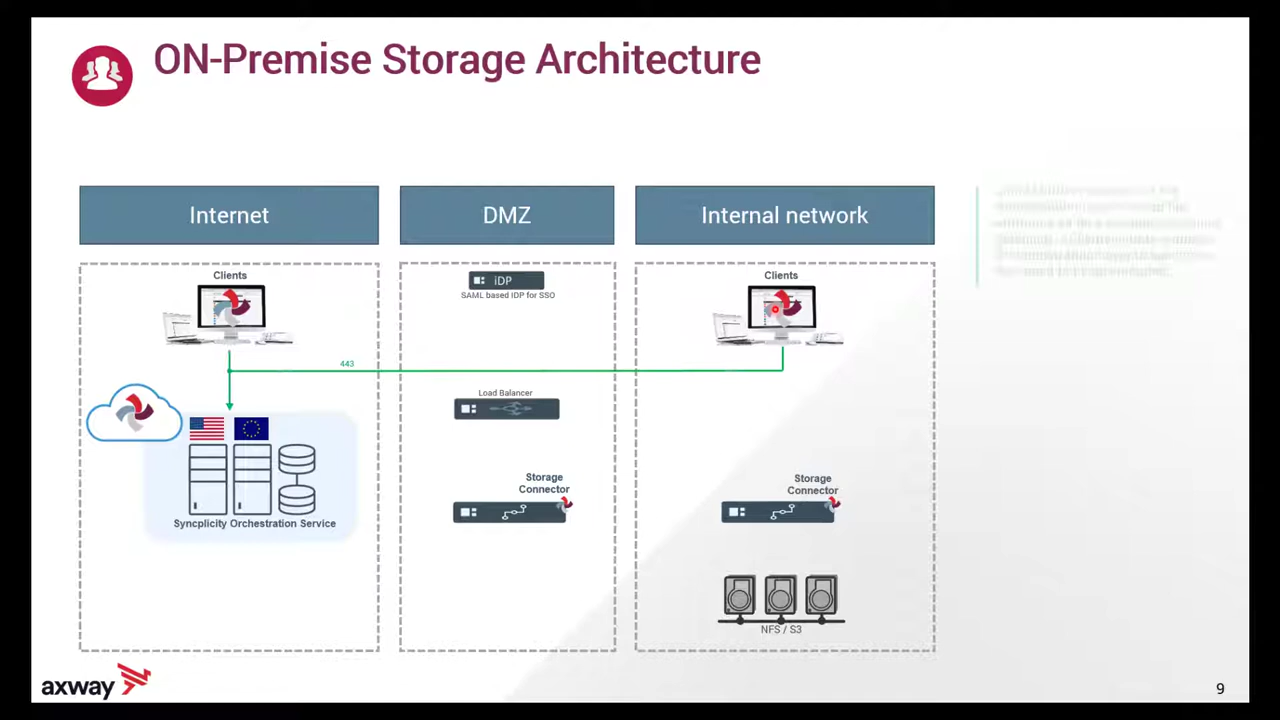 ON-Premise Storage Architecture
Internet
DMZ
Internal network
Clients
iDP
SAML based IDP for SSO
Clients
443
Load Balancer
Storage
Connector
Storage
Connector
Syncplicity Orchestration Service
NFS / S3
axway
9